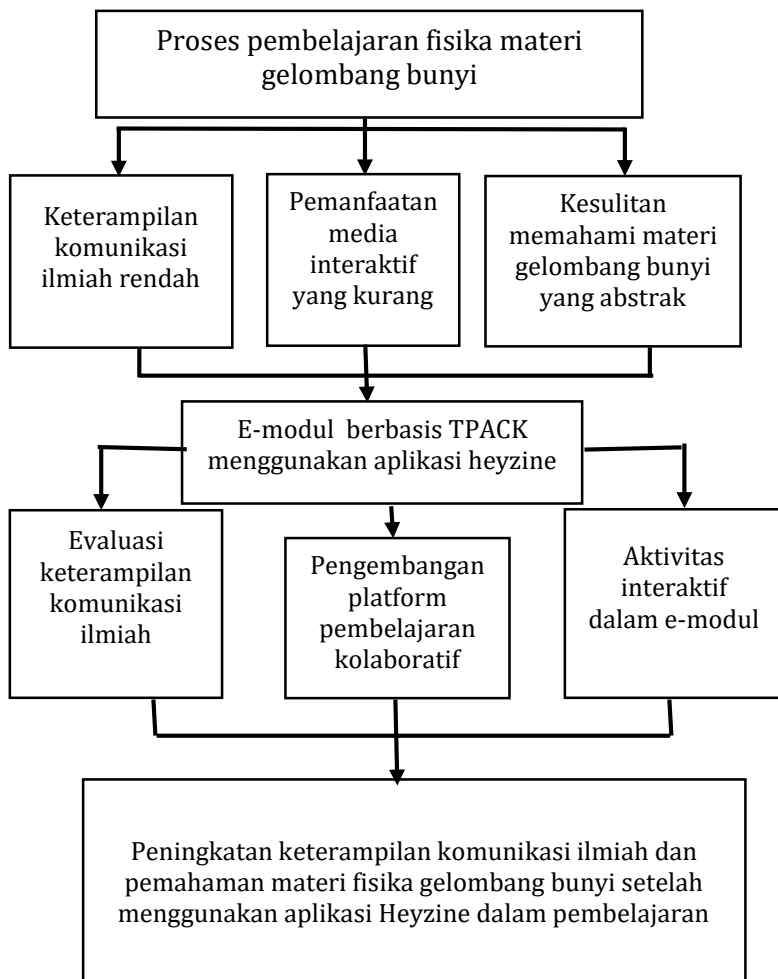 Proses pembelajaran fisika materi
gelombang bunyi
Keterampilan
komunikasi
ilmiah rendah
Pemanfaatan
media
interaktif
yang kurang
Kesulitan
memahami materi
gelombang bunyi
yang abstrak
E-modul berbasis TPACK
menggunakan aplikasi heyzine
Evaluasi
keterampilan
komunikasi
ilmiah
Pengembangan
platform
pembelajaran
kolaboratif
Aktivitas
interaktif
dalam e-modul
Peningkatan keterampilan komunikasi ilmiah dan
pemahaman materi fisika gelombang bunyi setelah
menggunakan aplikasi Heyzine dalam pembelajaran